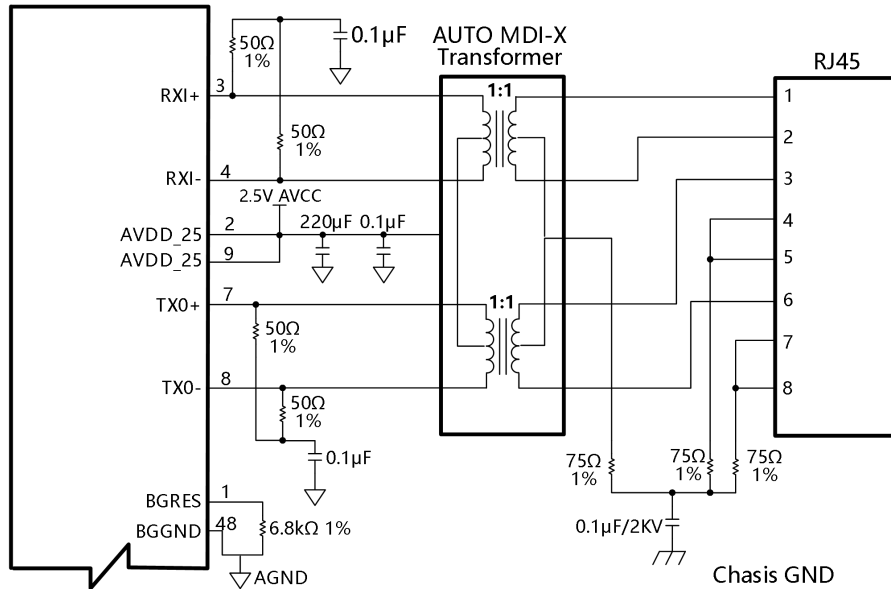 50Ω
1%
0.1μF
AUTO MDI-X
Transformer
RJ45
RXI+
3
1:1
1
50Ω
1%
2
RXI-
4
3
2.5V AVCC
AVDD_25
2
220μF
0.1μF
4
AVDD_25
9
5
TX0+
7
1:1
6
50Ω
1%
7
TX0-
8
8
50Ω
1%
0.1μF
75Ω
1%
75Ω
1%
75Ω
1%
BGRES
1
BGGND
48
6.8kΩ 1%
0.1μF/2KV
AGND
Chasis GND